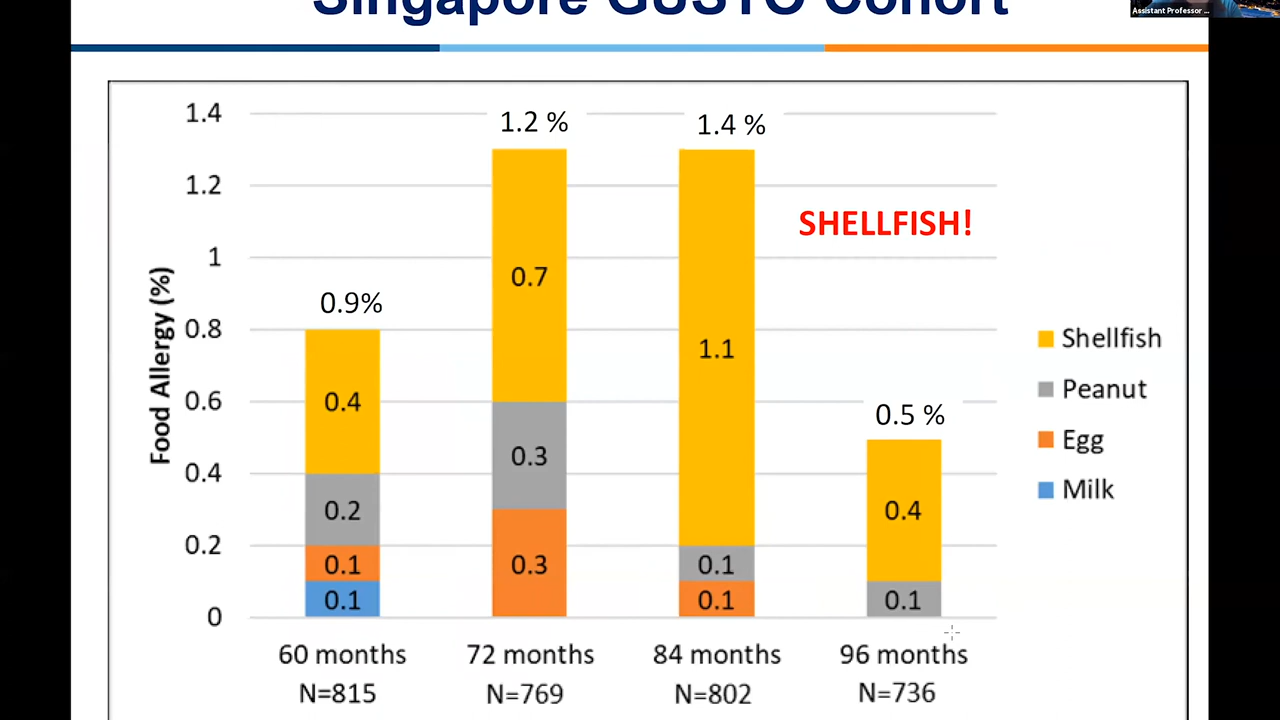 Singapore GUSTO Cohort
Assistant Professor ...
1.4
1.2
1
0.8
0.6
0.4
0.2
0
Food Allergy (%)
0.9%
0.4
0.2
0.1
0.1
1.2 %
0.7
0.3
0.3
1.4 %
1.1
0.1
0.1
SHELLFISH!
0.5 %
0.4
0.1
Shellfish
Peanut
Egg
Milk
60 months
N=815
72 months
N=769
84 months
N=802
96 months
N=736